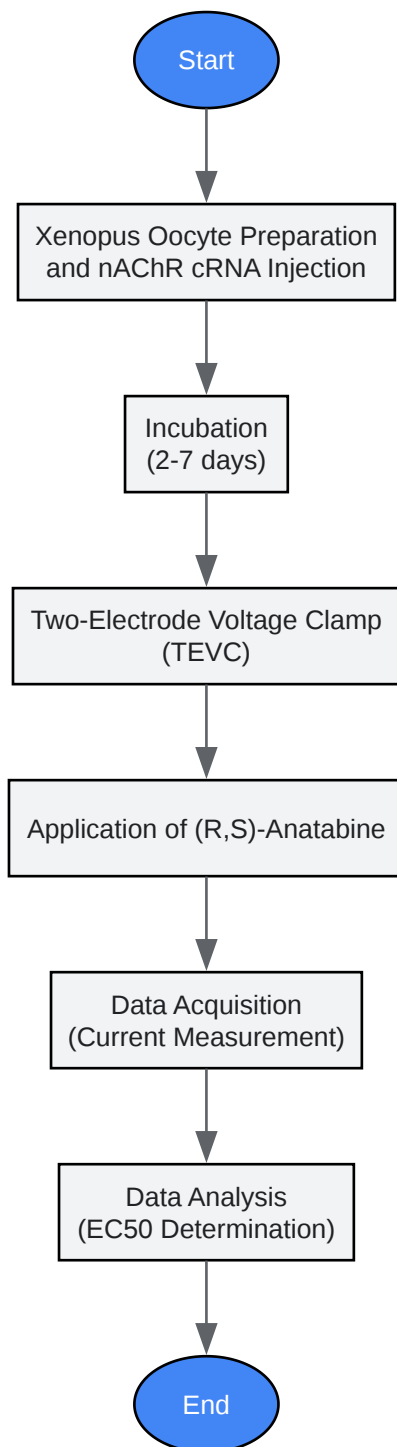 Start
Xenopus Oocyte Preparation
and nAChR cRNA Injection
Incubation
(2-7 days)
Two-Electrode Voltage Clamp
(TEVC)
Application of (R,S)-Anatabine
Data Acquisition
(Current Measurement)
Data Analysis
(EC50 Determination)
End